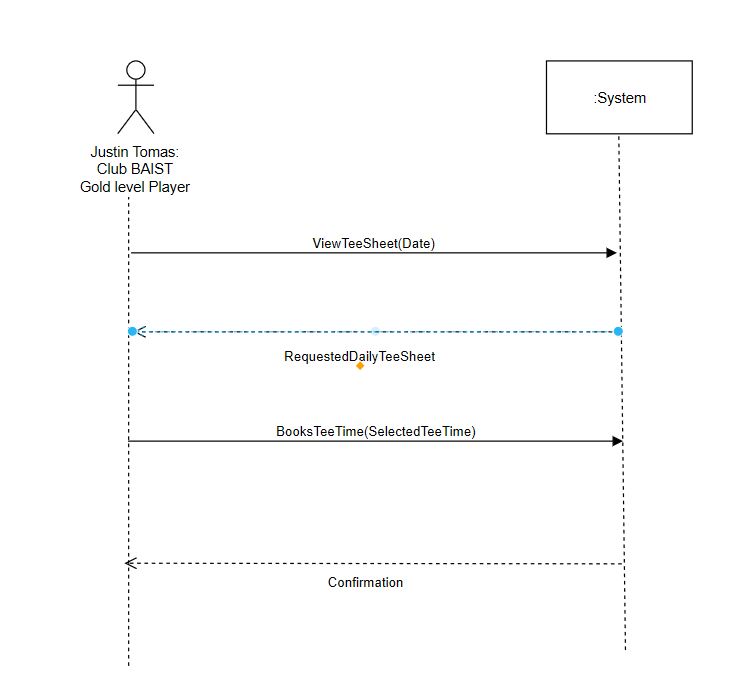 :System
Justin Tomas:
Club BAIST
Gold level Player
ViewTeeSheet(Date)
RequestedDailyTeeSheet
BooksTeeTime(SelectedTeeTime)
Confirmation